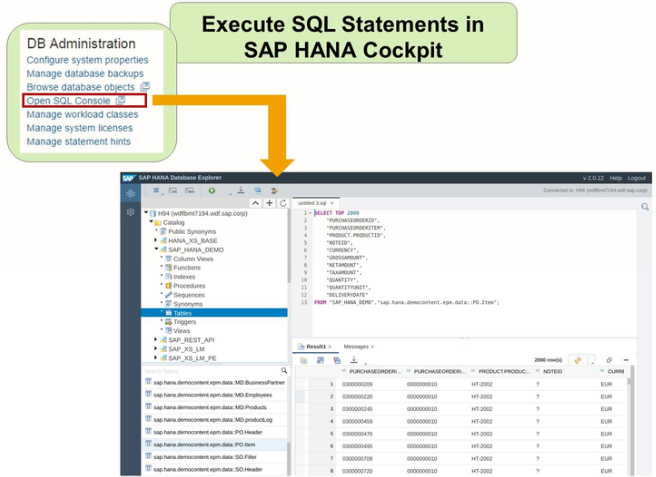 Execute SQL Statements in
SAP HANA Cockpit
DB Administration
Configure system properties
Manage database backups
Browse database objects
Open SQL Console
Manage workload classes
Manage system licenses
Manage statement hints
SAP SAP HANA Database Explorer
v 2.0.12 Help Logout
Connected to: H94 (wdflbmt7194.wdf.sap.corp)
H94 (wdflbmt7194.wdf.sap.corp)
Catalog
Public Synonyms
HANA_XS_BASE
SAP_HANA_DEMO
Column Views
Functions
Indexes
Procedures
Sequences
Synonyms
Tables
Triggers
Views
SAP_REST_API
SAP_XS_LM
SAP_XS_LM_PE
Search Tables
sap.hana.democontent.epm.data::MD.BusinessPartner
sap.hana.democontent.epm.data::MD.Employees
sap.hana.democontent.epm.data::MD.Products
sap.hana.democontent.epm.data::MD.productLog
sap.hana.democontent.epm.data::PO.Header
sap.hana.democontent.epm.data::PO.Item
sap.hana.democontent.epm.data::SO.Filter
sap.hana.democontent.epm.data::SO.Header
untitled 3.sql ×
1 SELECT TOP 2000
2 "PURCHASEORDERID",
3 "PURCHASEORDERITEM",
4 "PRODUCT.PRODUCTID",
5 "NOTEID",
6 "CURRENCY",
7 "GROSSAMOUNT",
8 "NETAMOUNT",
9 "TAXAMOUNT",
10 "QUANTITY",
11 "QUANTITYUNIT",
12 "DELIVERYDATE"
13 FROM "SAP_HANA_DEMO"."sap.hana.democontent.epm.data::PO.Item";
Result1 × Messages ×
2000 row(s)
PURCHASEORDERI... PURCHASEORDERI... PRODUCT.PRODUC... NOTEID CURRE
1 0300000209 0000000010 HT-2002 ? EUR
2 0300000220 0000000010 HT-2002 ? EUR
3 0300000245 0000000010 HT-2002 ? EUR
4 0300000459 0000000010 HT-2002 ? EUR
5 0300000470 0000000010 HT-2002 ? EUR
6 0300000495 0000000010 HT-2002 ? EUR
7 0300000709 0000000010 HT-2002 ? EUR
8 0300000720 0000000010 HT-2002 ? EUR